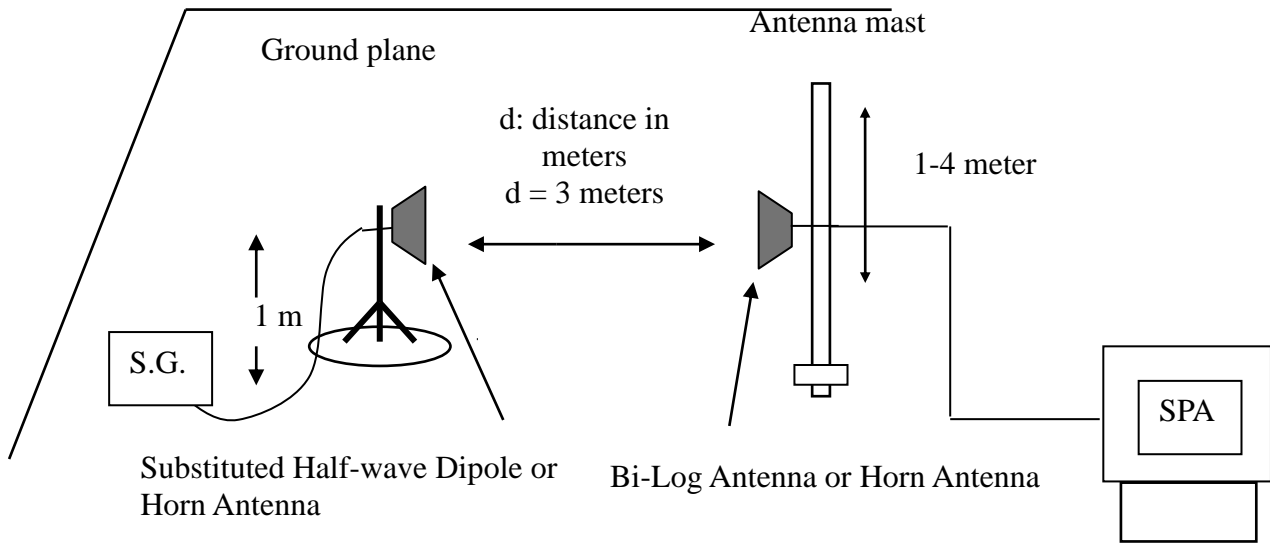 Antenna mast
Ground plane
d: distance in
meters
d = 3 meters
1-4 meter
1 m
S.G.
SPA
Substituted Half-wave Dipole or
Horn Antenna
Bi-Log Antenna or Horn Antenna